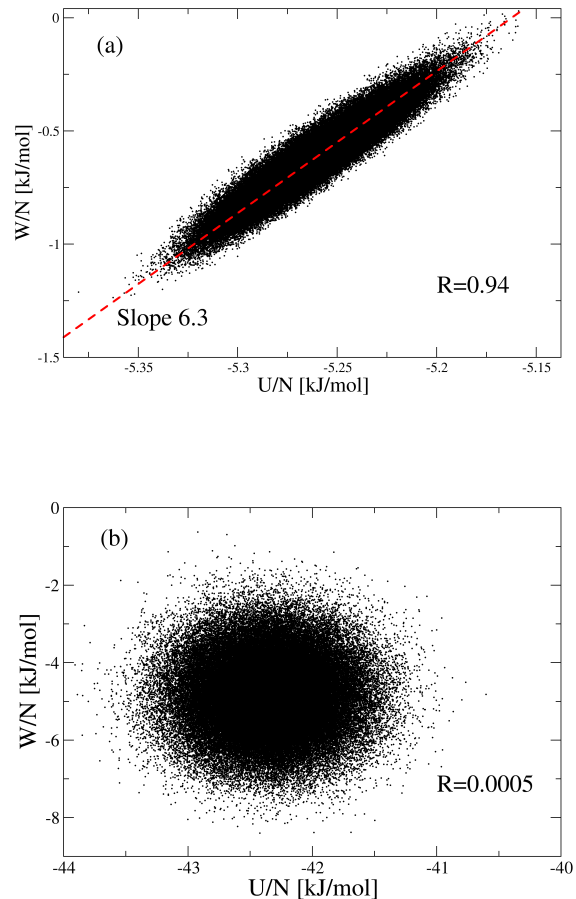 (a)
0
-0.5
-1
-1.5
W/N [kJ/mol]
R=0.94
Slope 6.3
-5.35
-5.3
-5.25
-5.2
-5.15
U/N [kJ/mol]
(b)
0
-2
-4
-6
-8
W/N [kJ/mol]
R=0.0005
-44
-43
-42
-41
-40
U/N [kJ/mol]